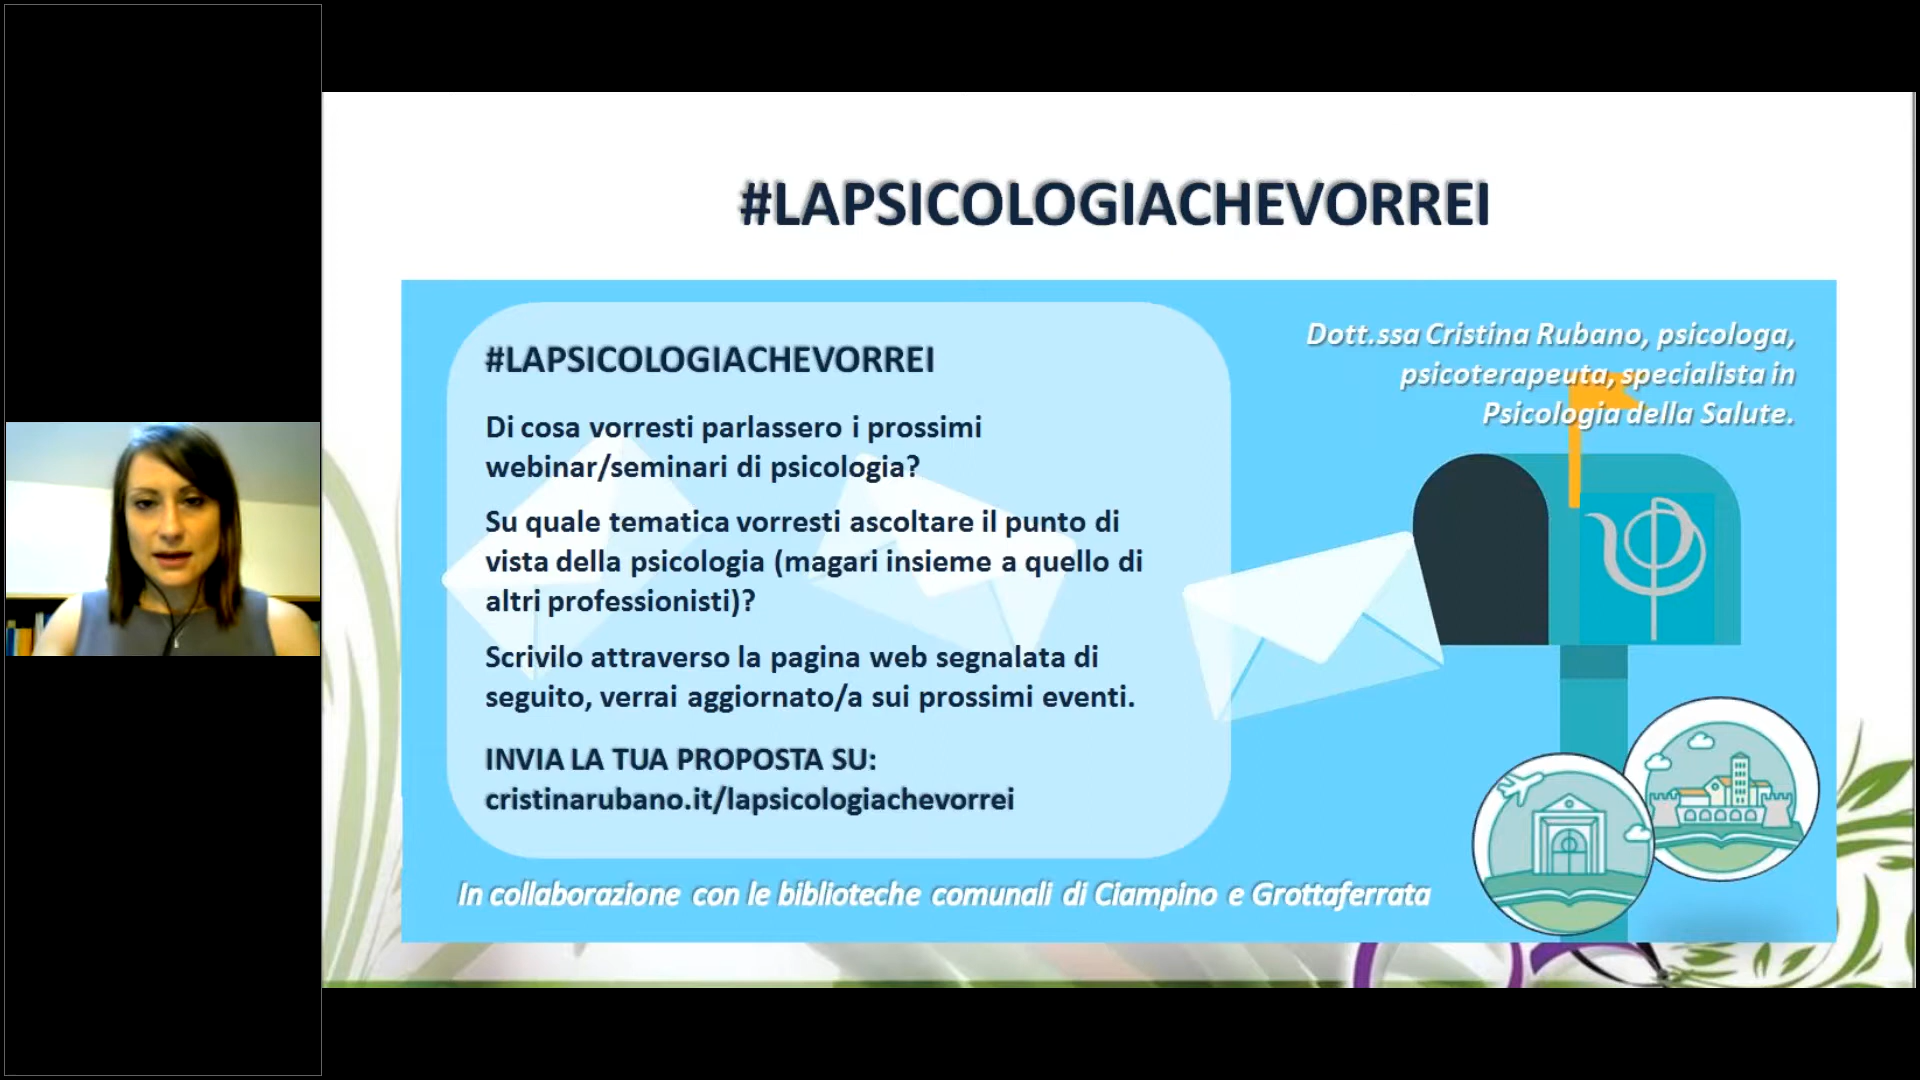 #LAPSICOLOGIACHEVORREI
#LAPSICOLOGIACHEVORREI
Di cosa vorresti parlassero i prossimi
webinar/seminari di psicologia?
Su quale tematica vorresti ascoltare il punto di
vista della psicologia (magari insieme a quello di
altri professionisti)?
Scrivilo attraverso la pagina web segnalata di
seguito, verrai aggiornato/a sui prossimi eventi.
INVIA LA TUA PROPOSTA SU:
cristinarubano.it/lapsicologiachevorrei
Dott.ssa Cristina Rubano, psicologa,
psicoterapeuta, specialista in
Psicologia della Salute.
In collaborazione con le biblioteche comunali di Ciampino e Grottaferrata